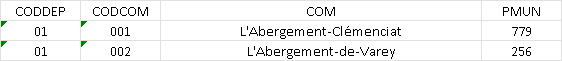 CODDEP CODCOM COM PMUN
01 001 L'Abergement-Clémenciat 779
01 002 L'Abergement-de-Varey 256